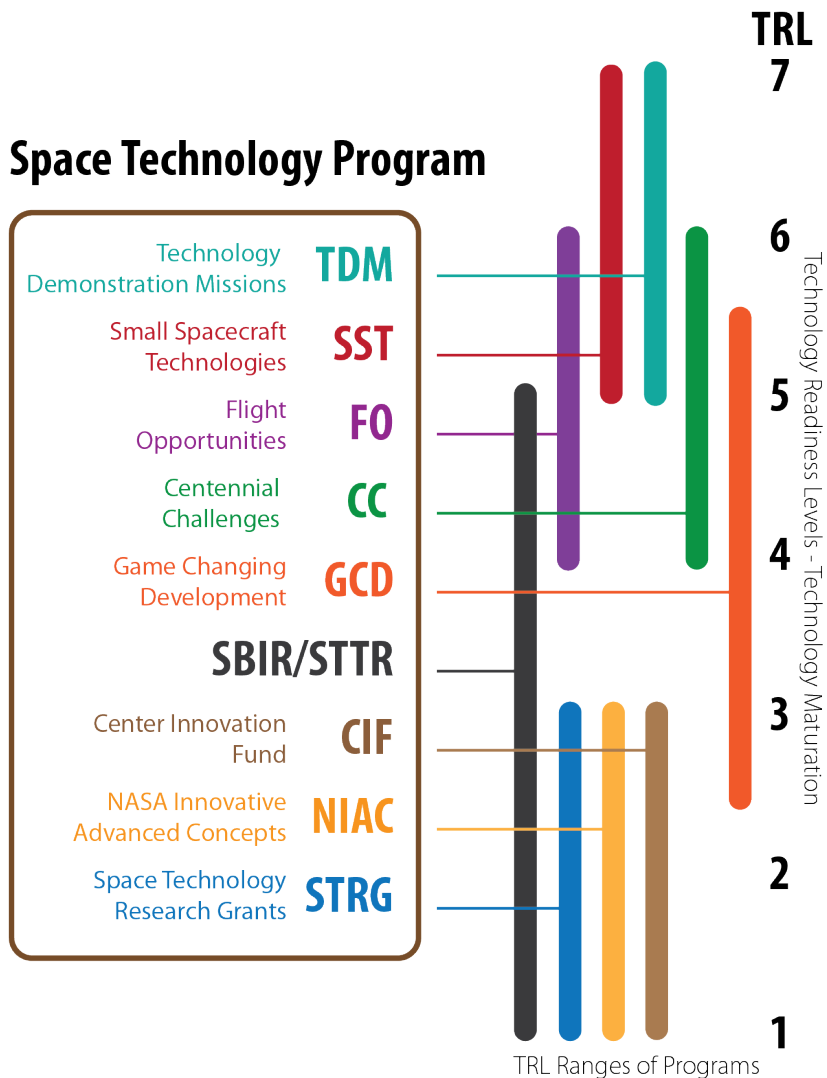 TRL
7
Space Technology Program
6
Technology
Demonstration Missions
TDM
Small Spacecraft
Technologies
SST
5
Flight
Opportunities
FO
Centennial
Challenges
CC
4
Game Changing
Development
GCD
SBIR/STTR
3
Center Innovation
Fund
CIF
NASA Innovative
Advanced Concepts
NIAC
2
Space Technology
Research Grants
STRG
1
Technology Readiness Levels - Technology Maturation
TRL Ranges of Programs